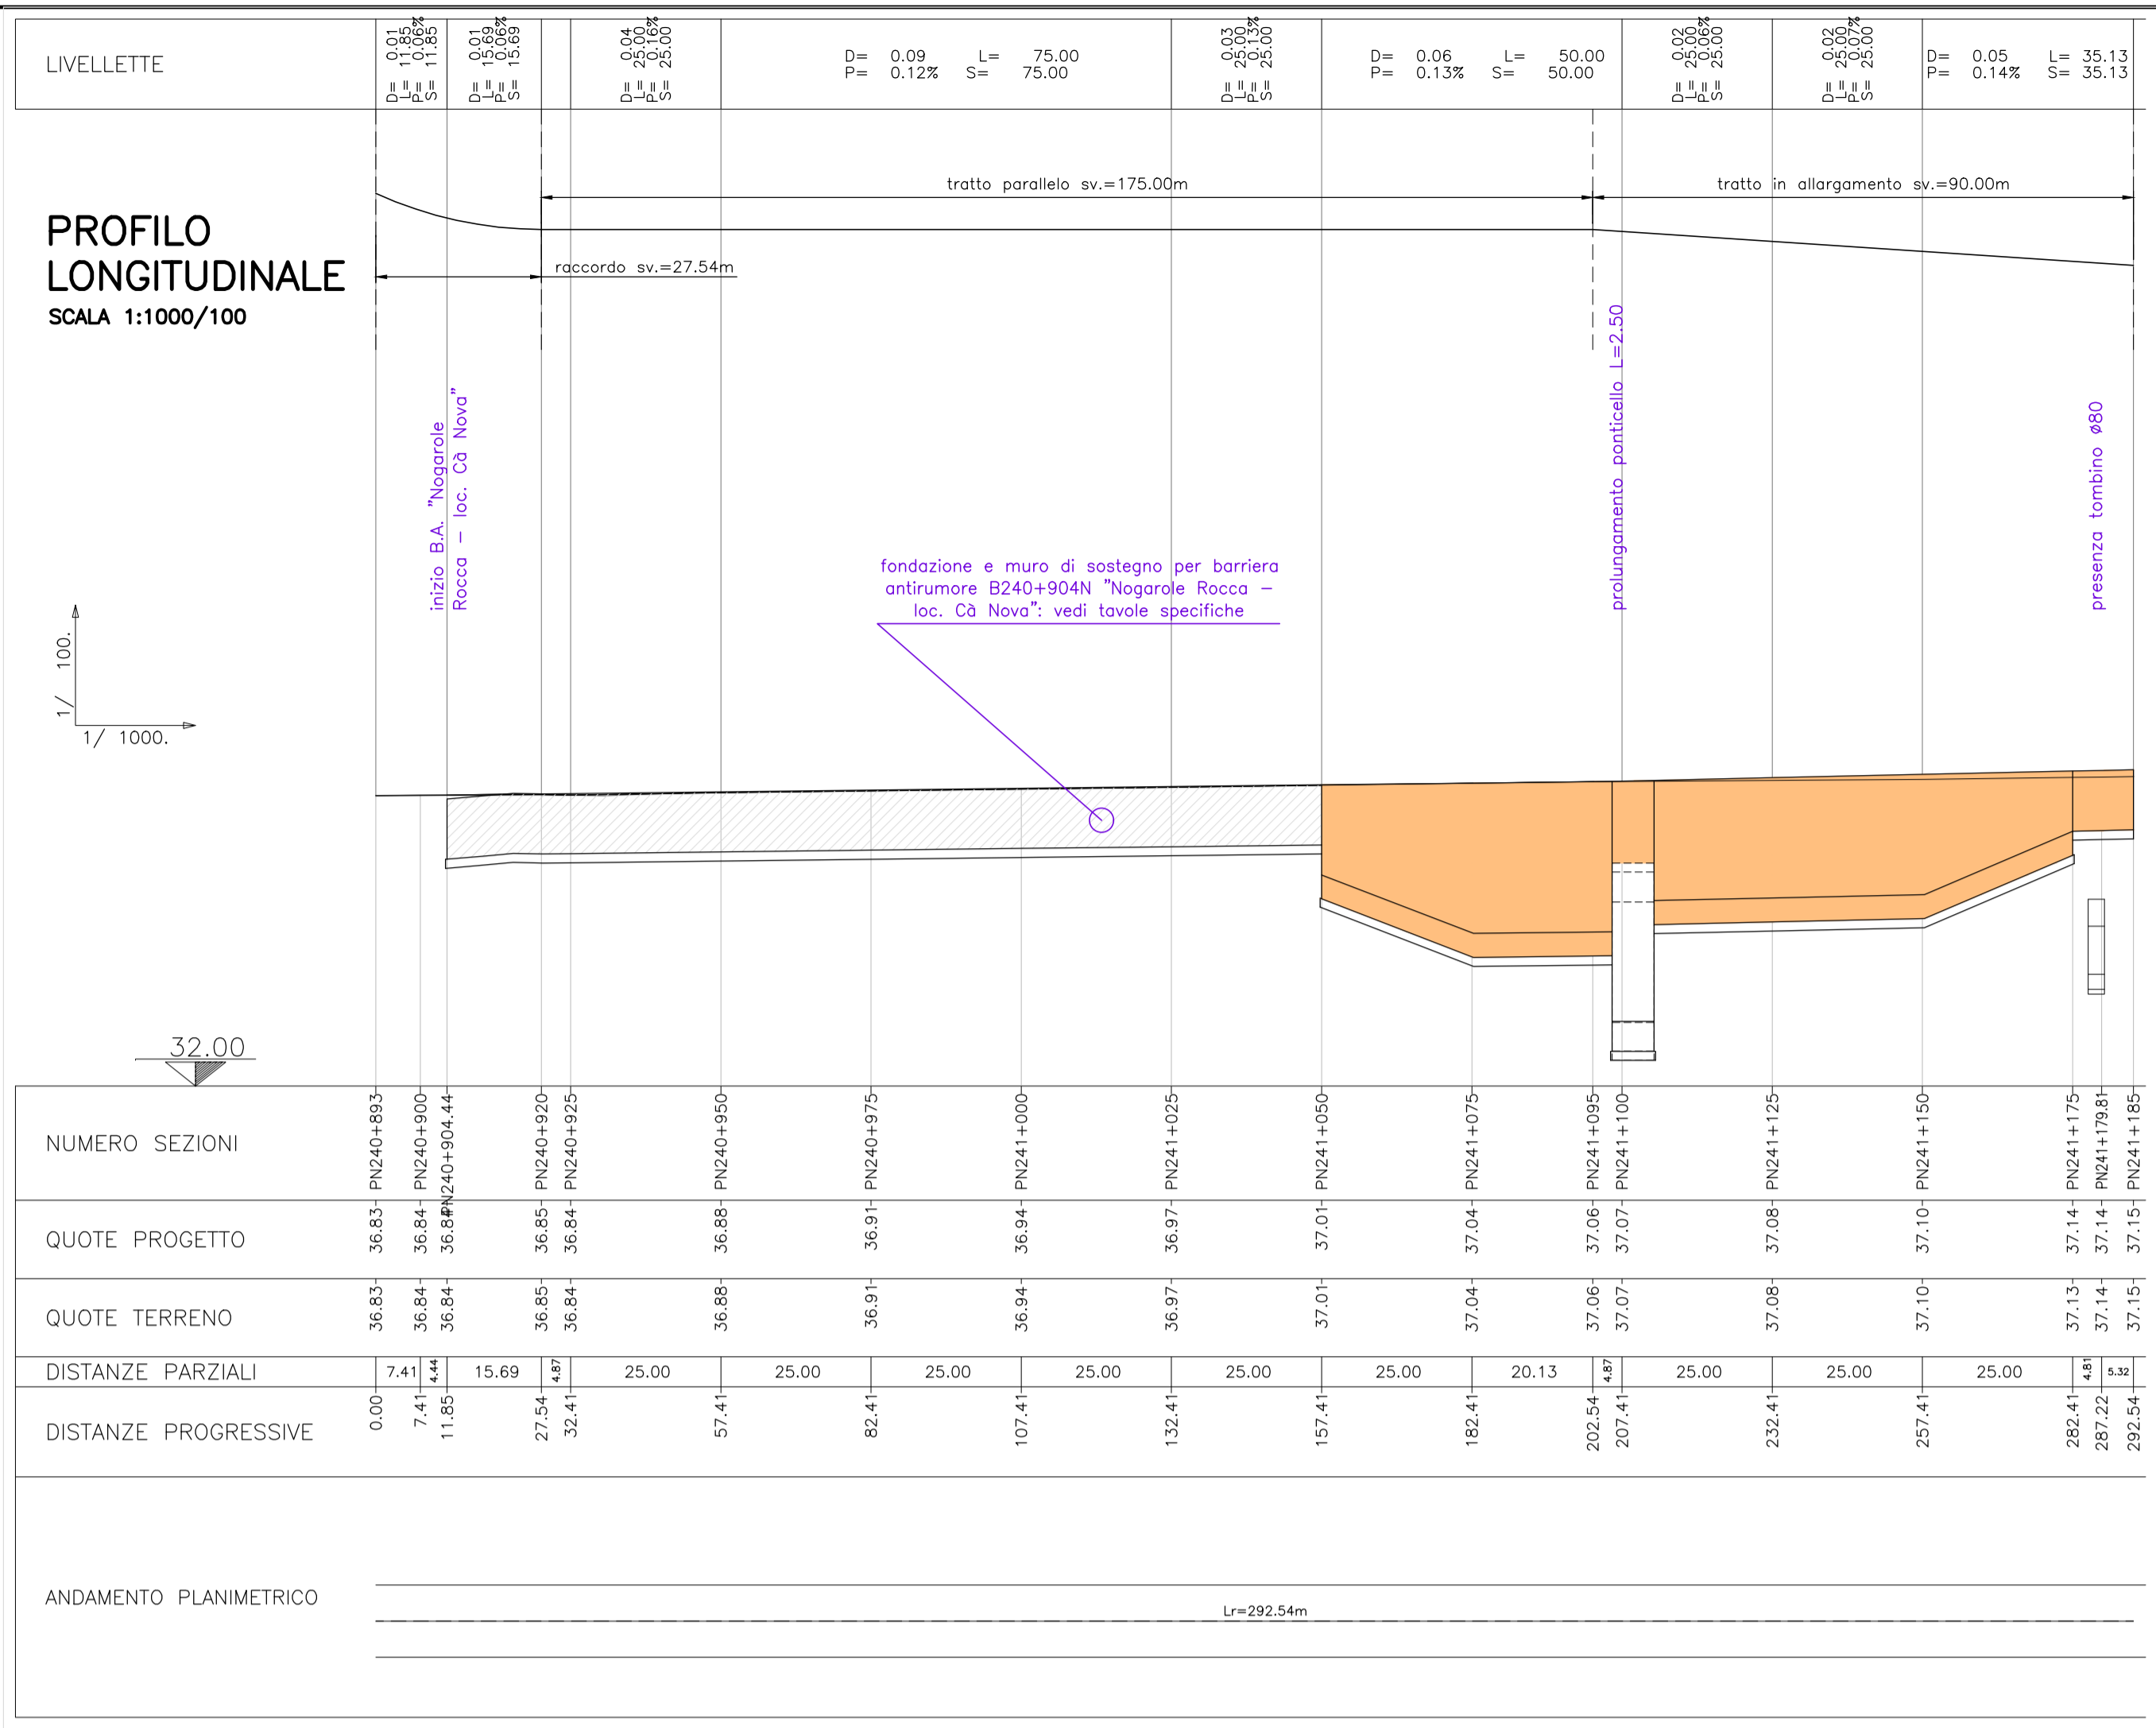 LIVELLETTE
D= 0.01
L= 11.85
P= 0.06%
S= 11.85
D= 0.01
L= 15.69
P= 0.06%
S= 15.69
D= 0.04
L= 25.00
P= 0.16%
S= 25.00
D= 0.09 L= 75.00
P= 0.12% S= 75.00
D= 0.03
L= 25.00
P= 0.13%
S= 25.00
D= 0.06 L= 50.00
P= 0.13% S= 50.00
D= 0.02
L= 25.00
P= 0.06%
S= 25.00
D= 0.02
L= 25.00
P= 0.07%
S= 25.00
D= 0.05 L= 35.13
P= 0.14% S= 35.13
tratto parallelo sv.=175.00m
tratto in allargamento sv.=90.00m
PROFILO
LONGITUDINALE
SCALA 1:1000/100
raccordo sv.=27.54m
inizio B.A. "Nogarole
Rocca – loc. Cà Nova"
prolungamento ponticello L=2.50
presenza tombino ø80
fondazione e muro di sostegno per barriera
antirumore B240+904N "Nogarole Rocca –
loc. Cà Nova": vedi tavole specifiche
1/ 100.
1/ 1000.
32.00
NUMERO SEZIONI
PN240+893
PN240+900
PN240+904.44
PN240+920
PN240+925
PN240+950
PN240+975
PN241+000
PN241+025
PN241+050
PN241+075
PN241+095
PN241+100
PN241+125
PN241+150
PN241+175
PN241+179.81
PN241+185
QUOTE PROGETTO
36.83
36.84
36.84
36.85
36.84
36.88
36.91
36.94
36.97
37.01
37.04
37.06
37.07
37.08
37.10
37.14
37.14
37.15
QUOTE TERRENO
36.83
36.84
36.84
36.85
36.84
36.88
36.91
36.94
36.97
37.01
37.04
37.06
37.07
37.08
37.10
37.13
37.14
37.15
DISTANZE PARZIALI
7.41
4.44
15.69
4.87
25.00
25.00
25.00
25.00
25.00
25.00
20.13
4.87
25.00
25.00
25.00
4.81
5.32
DISTANZE PROGRESSIVE
0.00
7.41
11.85
27.54
32.41
57.41
82.41
107.41
132.41
157.41
182.41
202.54
207.41
232.41
257.41
282.41
287.22
292.54
ANDAMENTO PLANIMETRICO
Lr=292.54m